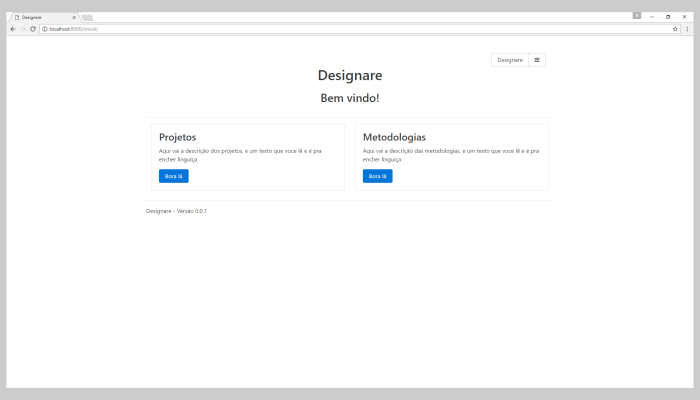 Designare
localhost:8000/inicial/
Designare
Designare
Bem vindo!
Projetos
Aqui vai a descrição dos projetos, e um texto que voce lê e é pra
encher linguiça
Bora lá
Metodologias
Aqui vai a descrição das metodologias, e um texto que voce lê e é pra
encher linguiça
Bora lá
Designare - Versão 0.0.1